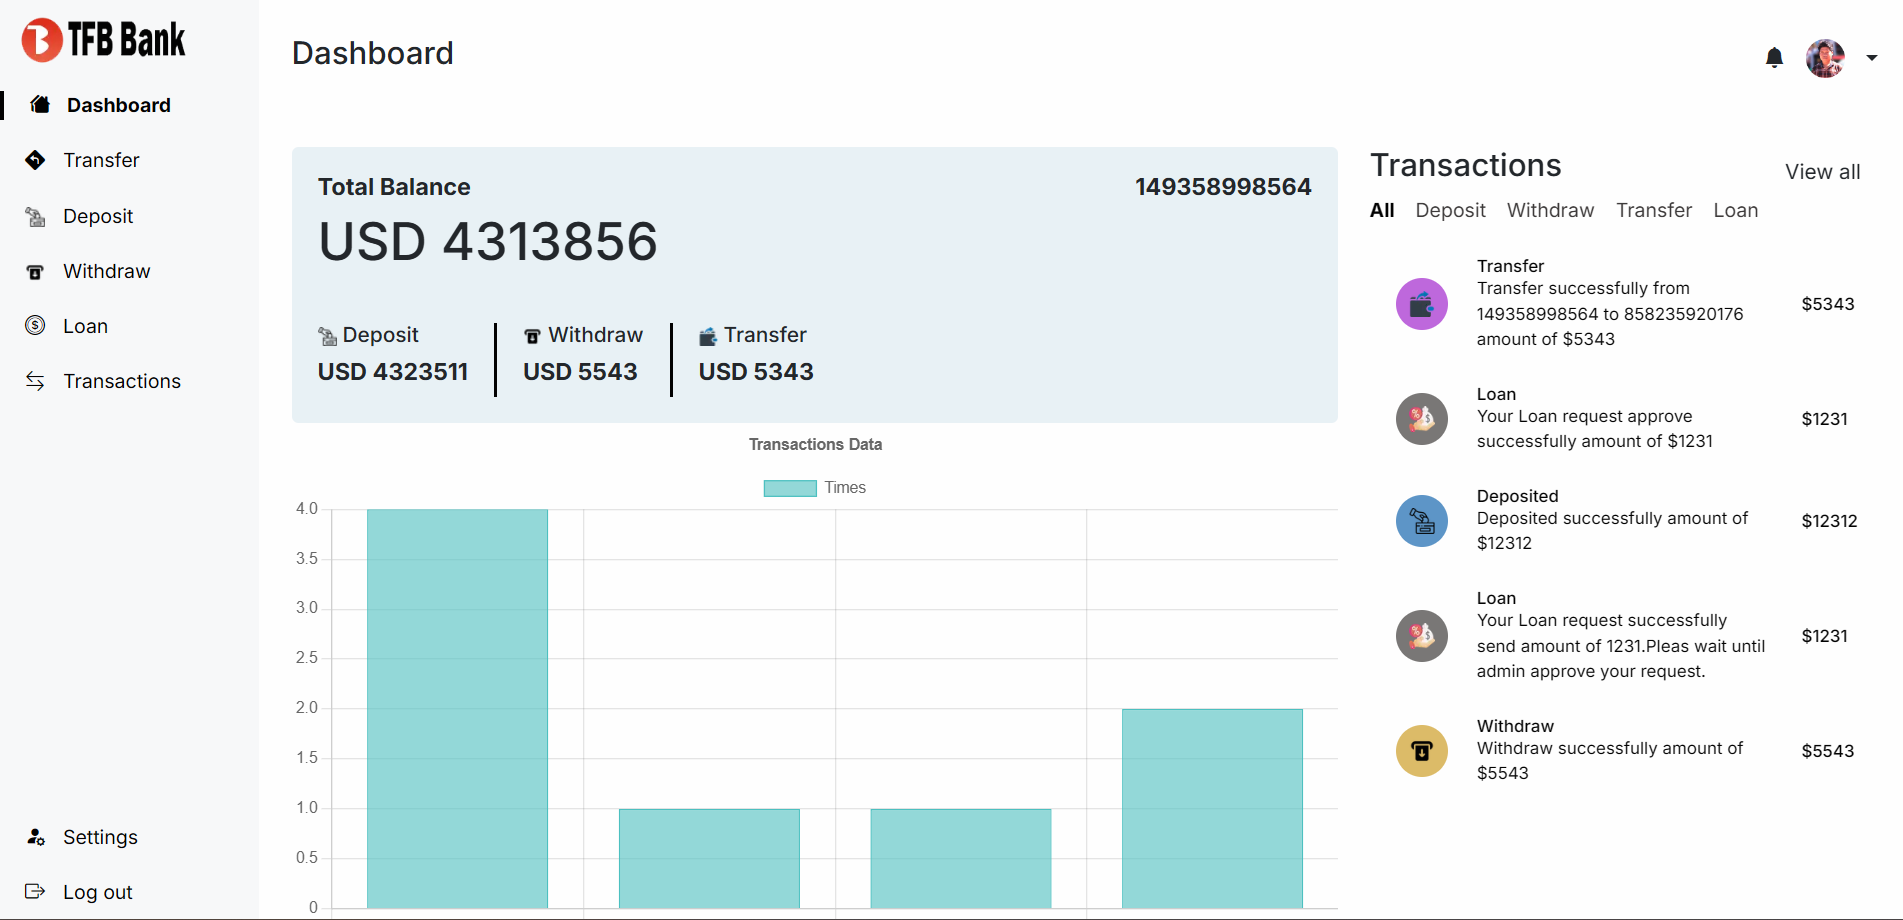 TFB Bank
Dashboard
Transfer
Deposit
Withdraw
Loan
Transactions
Settings
Log out
Dashboard
Total Balance
149358998564
USD 4313856
Deposit
USD 4323511
Withdraw
USD 5543
Transfer
USD 5343
Transactions Data
Times
4.0
3.5
3.0
2.5
2.0
1.5
1.0
0.5
0
Transactions
View all
All Deposit Withdraw Transfer Loan
Transfer
Transfer successfully from
149358998564 to 858235920176
amount of $5343
$5343
Loan
Your Loan request approve
successfully amount of $1231
$1231
Deposited
Deposited successfully amount of
$12312
$12312
Loan
Your Loan request successfully
send amount of 1231.Pleas wait until
admin approve your request.
$1231
Withdraw
Withdraw successfully amount of
$5543
$5543